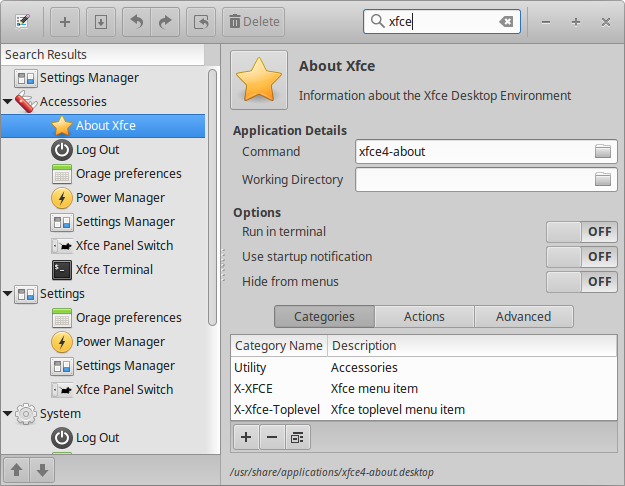 Delete
xfce
Search Results
Settings Manager
Accessories
About Xfce
Log Out
Orage preferences
Power Manager
Settings Manager
Xfce Panel Switch
Xfce Terminal
Settings
Orage preferences
Power Manager
Settings Manager
Xfce Panel Switch
System
Log Out
About Xfce
Information about the Xfce Desktop Environment
Application Details
Command
xfce4-about
Working Directory
Options
Run in terminal OFF
Use startup notification OFF
Hide from menus OFF
Categories Actions Advanced
Category Name Description
Utility Accessories
X-XFCE Xfce menu item
X-Xfce-Toplevel Xfce toplevel menu item
/usr/share/applications/xfce4-about.desktop